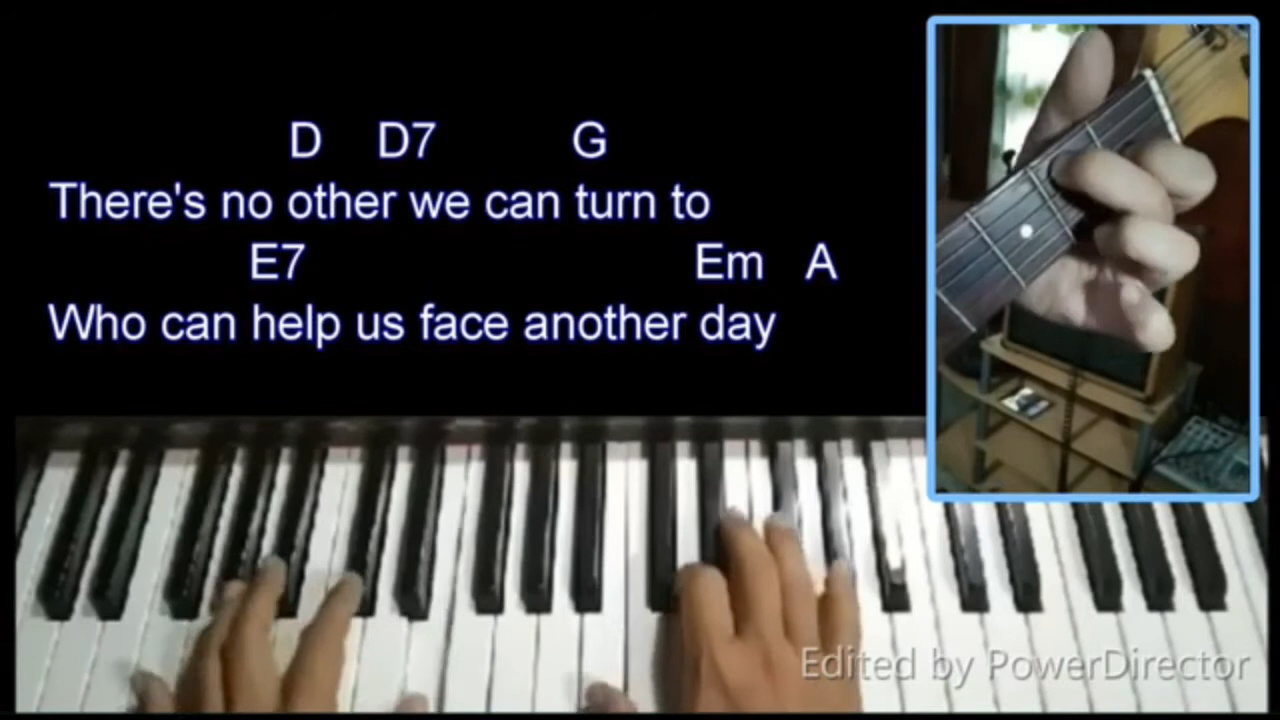 D D7 G
There's no other we can turn to
E7 Em A
Who can help us face another day
Edited by PowerDirector